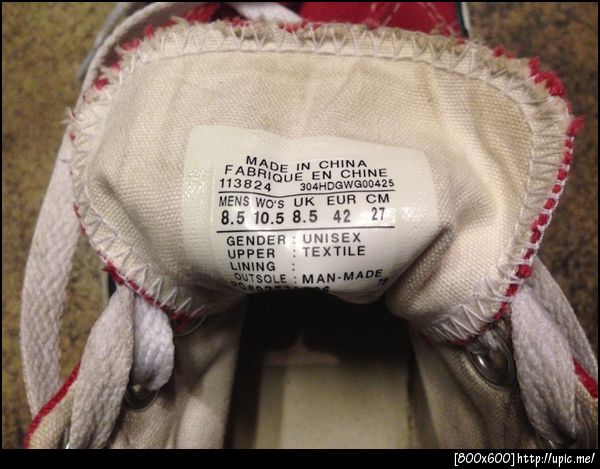 MADE IN CHINA
FABRIQUE EN CHINE
113824 304HDGWG00425
MENS WO'S UK EUR CM
8.5 10.5 8.5 42 27
GENDER : UNISEX
UPPER : TEXTILE
LINING :
OUTSOLE : MAN-MADE
78
[800x600]http://upic.me/